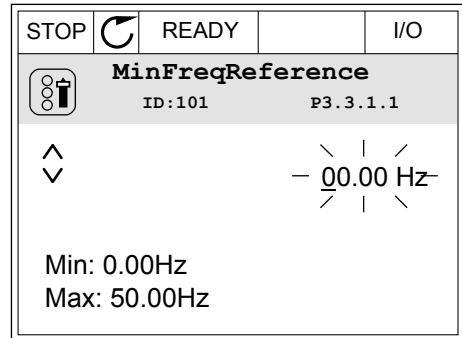 STOP READY I/O
MinFreqReference
ID:101 P3.3.1.1
00.00 Hz
Min: 0.00Hz
Max: 50.00Hz